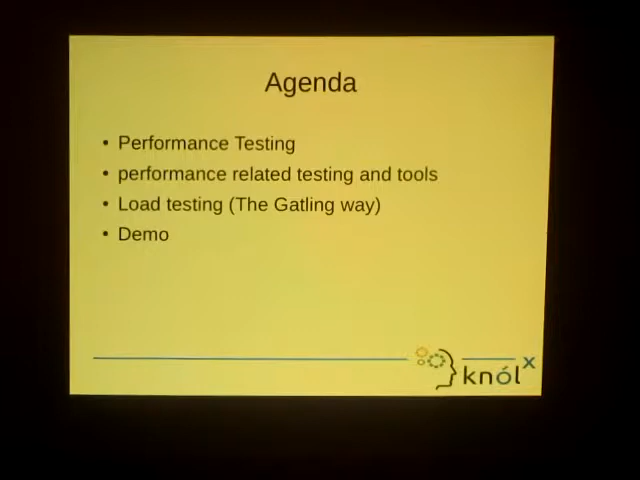 Agenda
• Performance Testing
• performance related testing and tools
• Load testing (The Gatling way)
• Demo
knól x